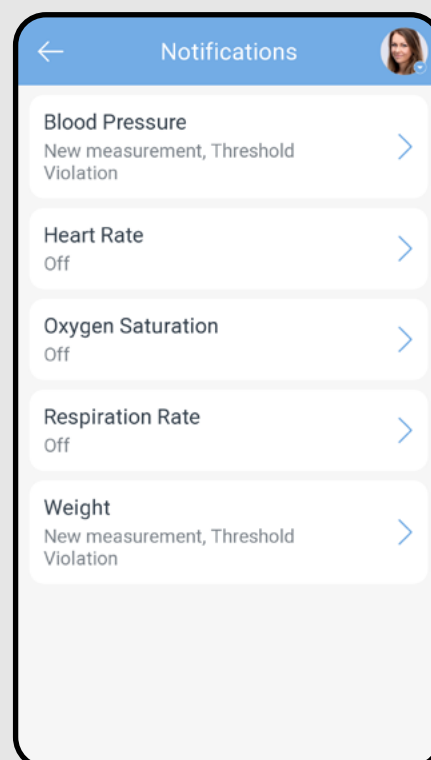 Notifications
Blood Pressure
New measurement, Threshold
Violation
Heart Rate
Off
Oxygen Saturation
Off
Respiration Rate
Off
Weight
New measurement, Threshold
Violation